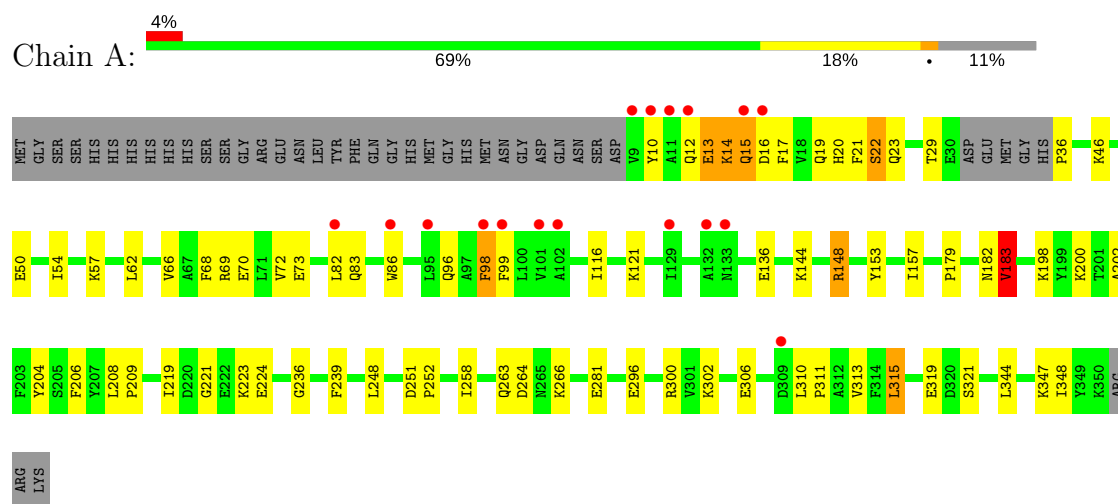 4%
Chain A:
69% 18% • 11%
MET GLY SER SER HIS HIS HIS HIS HIS HIS SER SER GLY ARG GLU ASN LEU TYR PHE GLN GLY HIS MET GLY HIS MET ASN GLY ASP GLN ASN SER ASP V9 Y10 A11 Q12 E13 K14 Q15 D16 F17 V18 Q19 H20 F21 S22 Q23 T29 E30 ASP GLU MET GLY HIS P36 K46
E50 I54 K57 L62 V66 A67 F68 R69 E70 L71 V72 E73 L82 Q83 W86 L95 Q96 A97 F98 F99 L100 V101 A102 I116 K121 I129 A132 N133 E136 K144 R148 Y153 I157 P179 N182 V183 K198 Y199 K200 T201 A202
F203 Y204 S205 F206 Y207 L208 P209 I219 D220 G221 E222 K223 E224 G236 F239 L248 D251 P252 I258 Q263 D264 N265 K266 E281 E296 R300 V301 K302 E306 D309 L310 P311 A312 V313 F314 L315 E319 D320 S321 L344 K347 I348 Y349 K350 ARG
ARG LYS